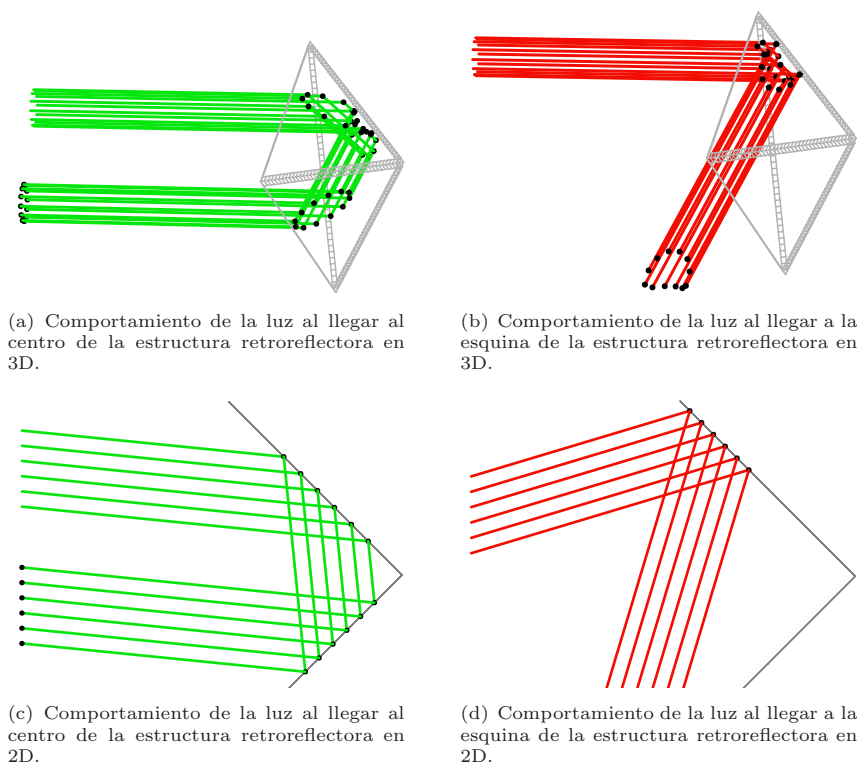 (a) Comportamiento de la luz al llegar al
centro de la estructura retroreflectora en
3D.
(b) Comportamiento de la luz al llegar a la
esquina de la estructura retroreflectora en
3D.
(c) Comportamiento de la luz al llegar al
centro de la estructura retroreflectora en
2D.
(d) Comportamiento de la luz al llegar a la
esquina de la estructura retroreflectora en
2D.